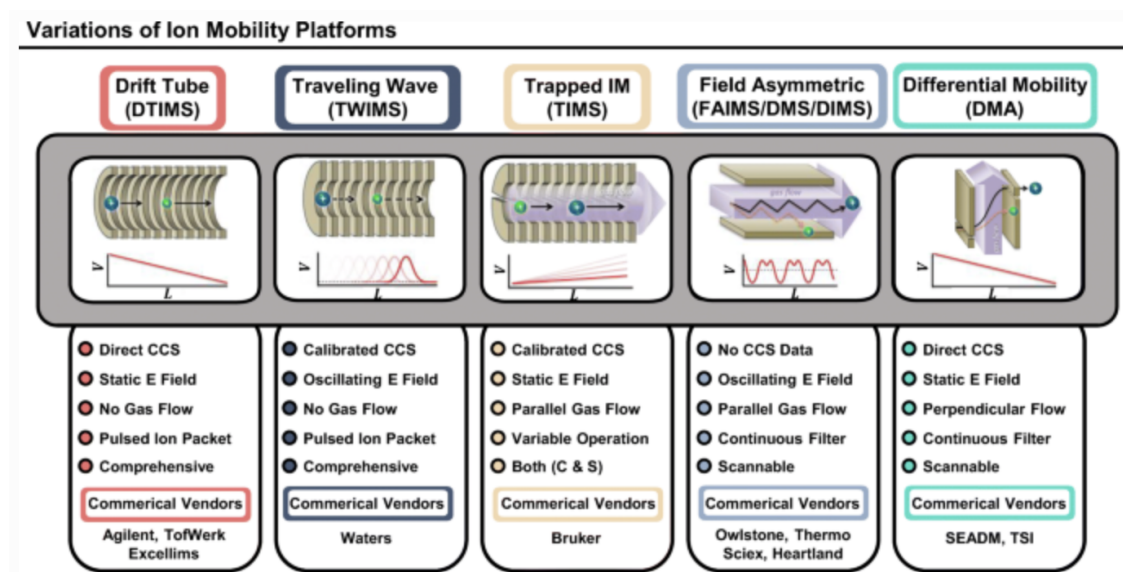 Variations of Ion Mobility Platforms
Drift Tube
(DTIMS)
Traveling Wave
(TWIMS)
Trapped IM
(TIMS)
Field Asymmetric
(FAIMS/DMS/DIMS)
Differential Mobility
(DMA)
gas flow
V
L
V
L
V
L
V
L
V
L
Direct CCS
Static E Field
No Gas Flow
Pulsed Ion Packet
Comprehensive
Commerical Vendors
Agilent, TofWerk
Excellims
Calibrated CCS
Oscillating E Field
No Gas Flow
Pulsed Ion Packet
Comprehensive
Commerical Vendors
Waters
Calibrated CCS
Static E Field
Parallel Gas Flow
Variable Operation
Both (C & S)
Commerical Vendors
Bruker
No CCS Data
Oscillating E Field
Parallel Gas Flow
Continuous Filter
Scannable
Commerical Vendors
Owlstone, Thermo
Sciex, Heartland
Direct CCS
Static E Field
Perpendicular Flow
Continuous Filter
Scannable
Commerical Vendors
SEADM, TSI